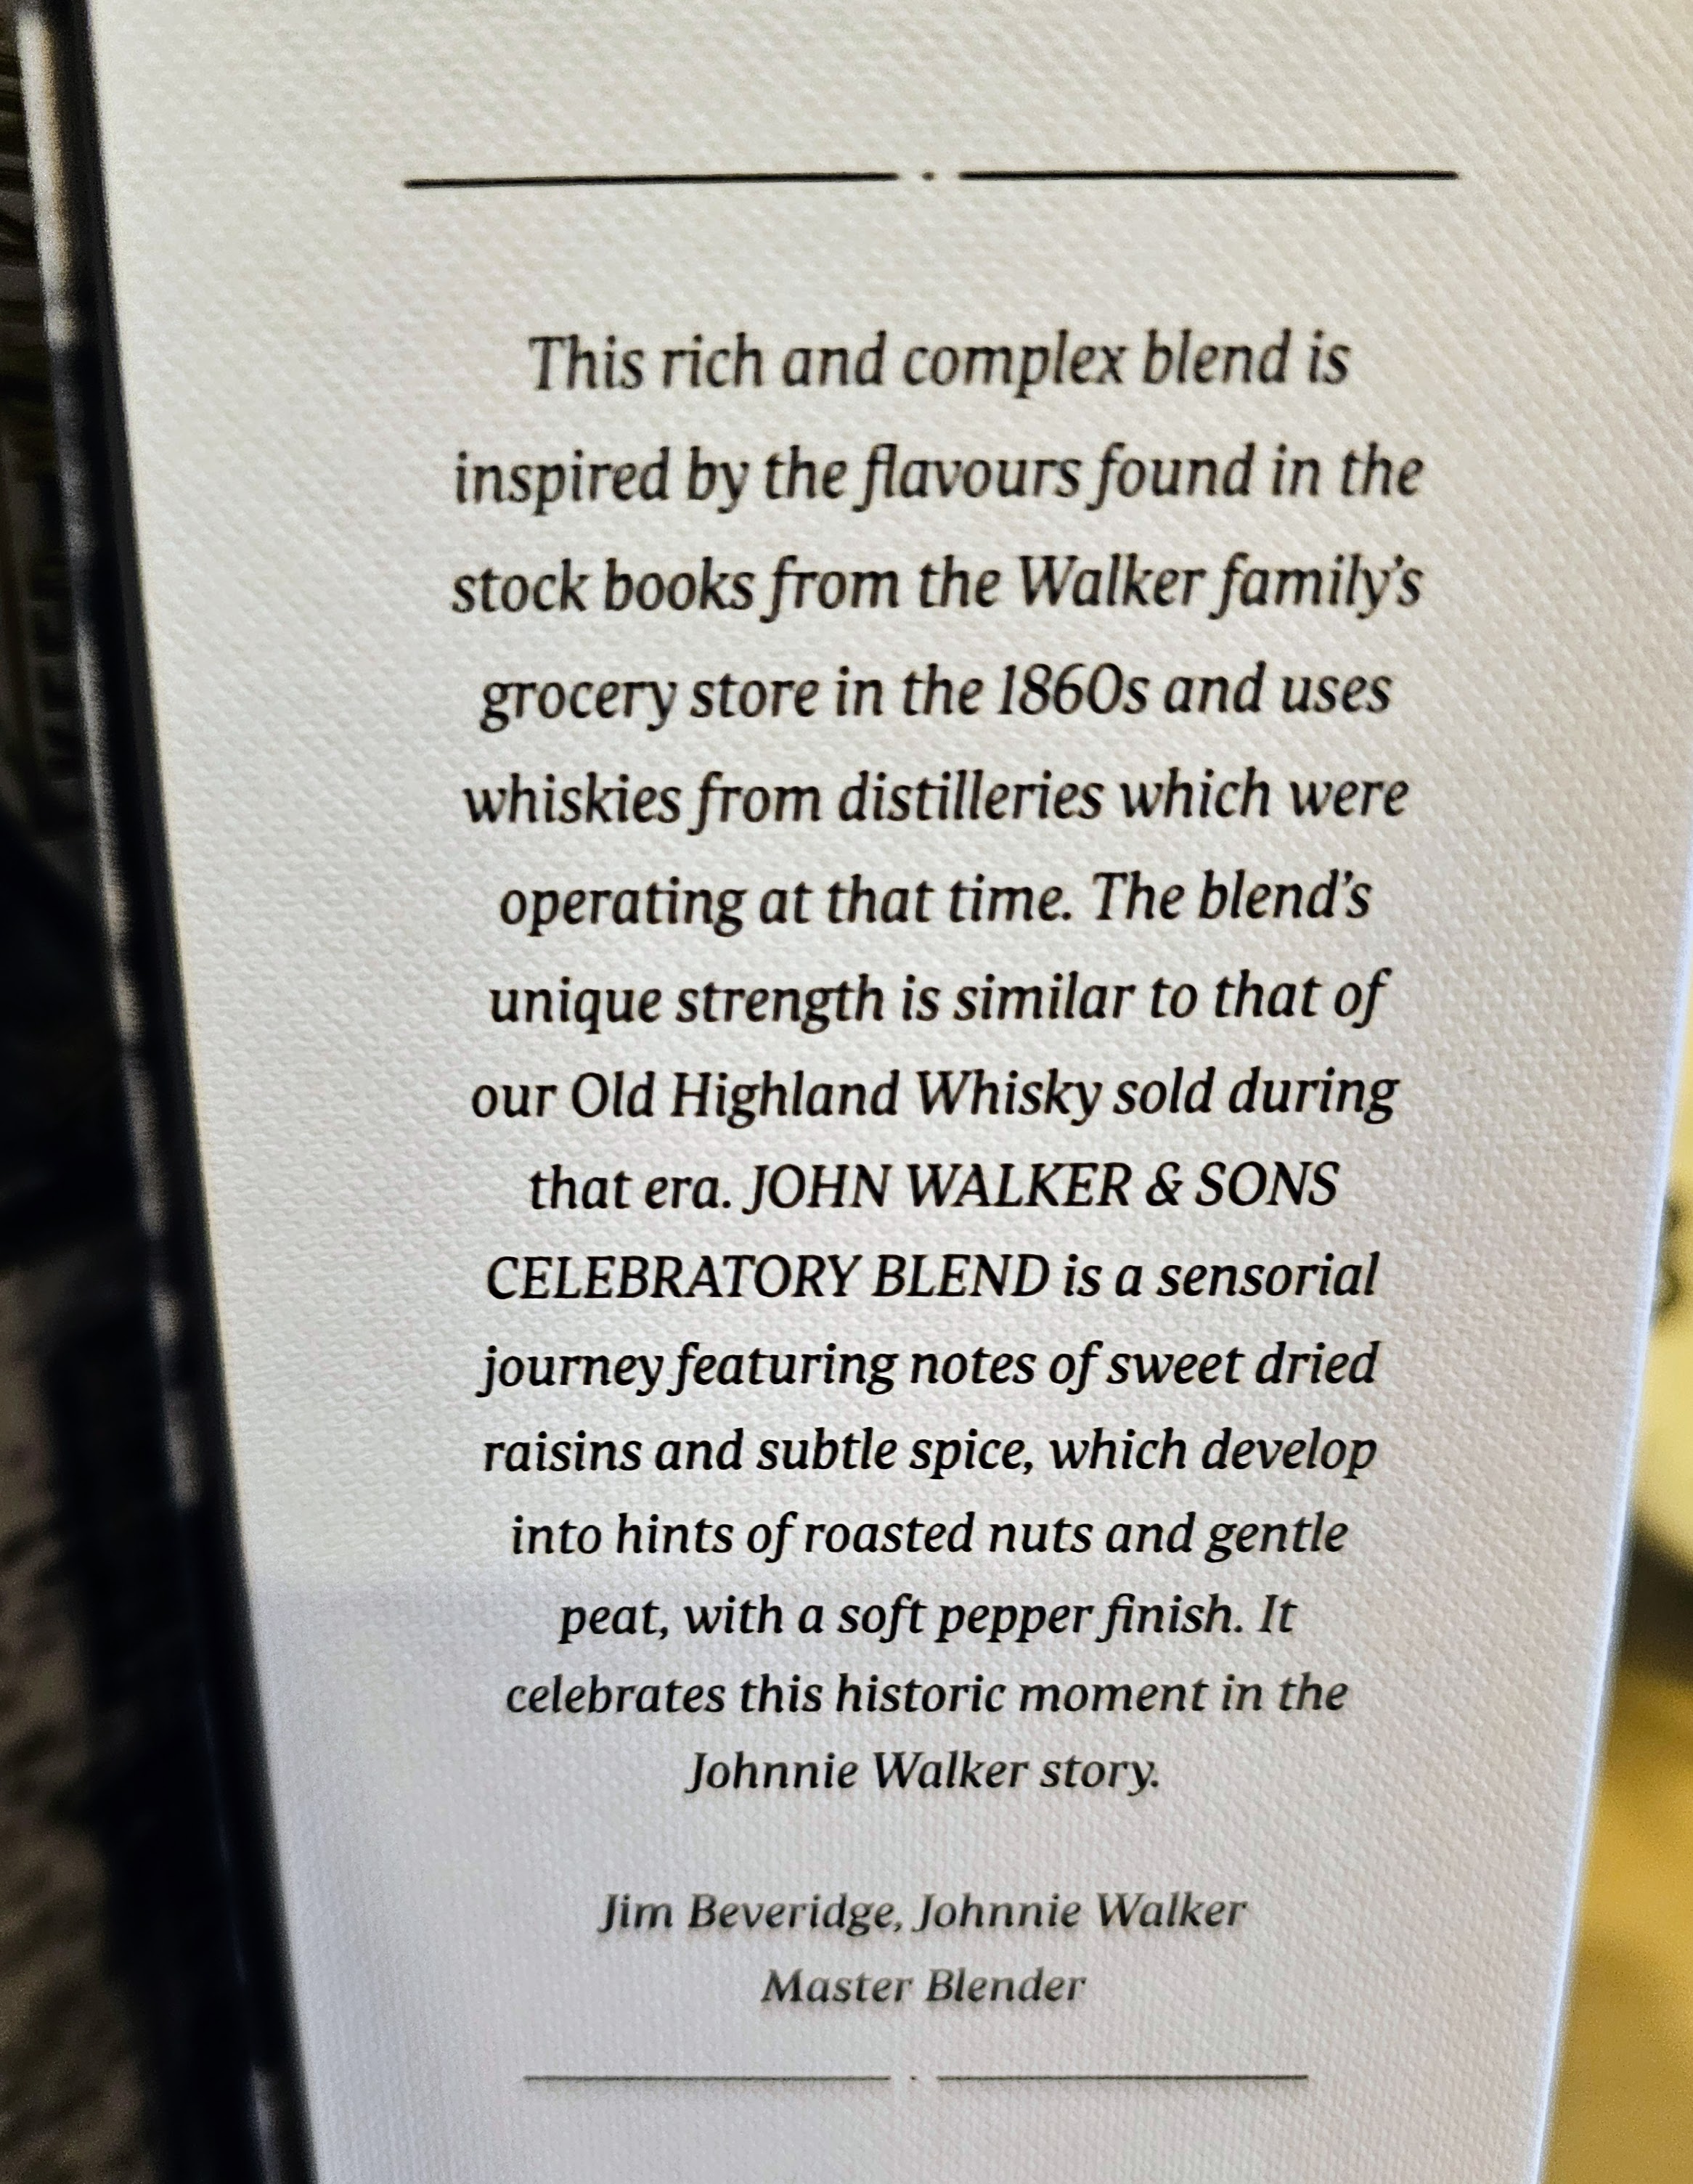 This rich and complex blend is
inspired by the flavours found in the
stock books from the Walker family's
grocery store in the 1860s and uses
whiskies from distilleries which were
operating at that time. The blend's
unique strength is similar to that of
our Old Highland Whisky sold during
that era. JOHN WALKER & SONS
CELEBRATORY BLEND is a sensorial
journey featuring notes of sweet dried
raisins and subtle spice, which develop
into hints of roasted nuts and gentle
peat, with a soft pepper finish. It
celebrates this historic moment in the
Johnnie Walker story.
Jim Beveridge, Johnnie Walker
Master Blender